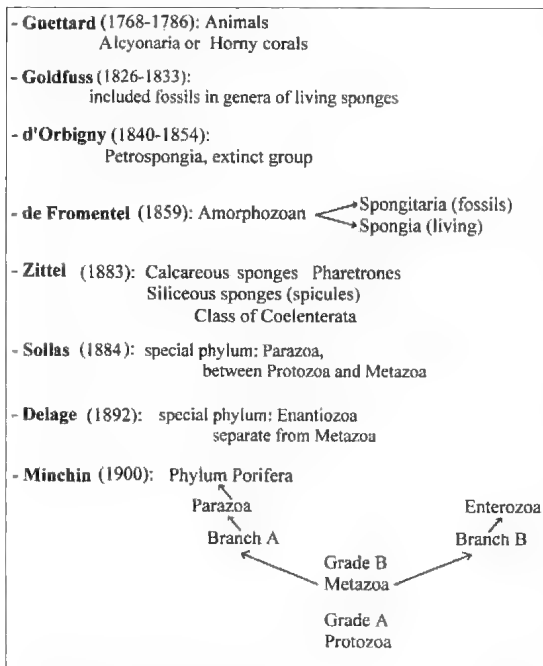 - Guettard (1768-1786): Animals
Alcyonaria or Horny corals
- Goldfuss (1826-1833):
included fossils in genera of living sponges
- d'Orbigny (1840-1854):
Petrospongia, extinct group
- de Fromentel (1859): Amorphozoan
Spongitaria (fossils)
Spongia (living)
- Zittel (1883): Calcareous sponges Pharetrones
Siliceous sponges (spicules)
Class of Coelenterata
- Sollas (1884): special phylum: Parazoa,
between Protozoa and Metazoa
- Delage (1892): special phylum: Enantiozoa
separate from Metazoa
- Minchin (1900): Phylum Porifera
Parazoa Enterozoa
Branch A Branch B
Grade B
Metazoa
Grade A
Protozoa